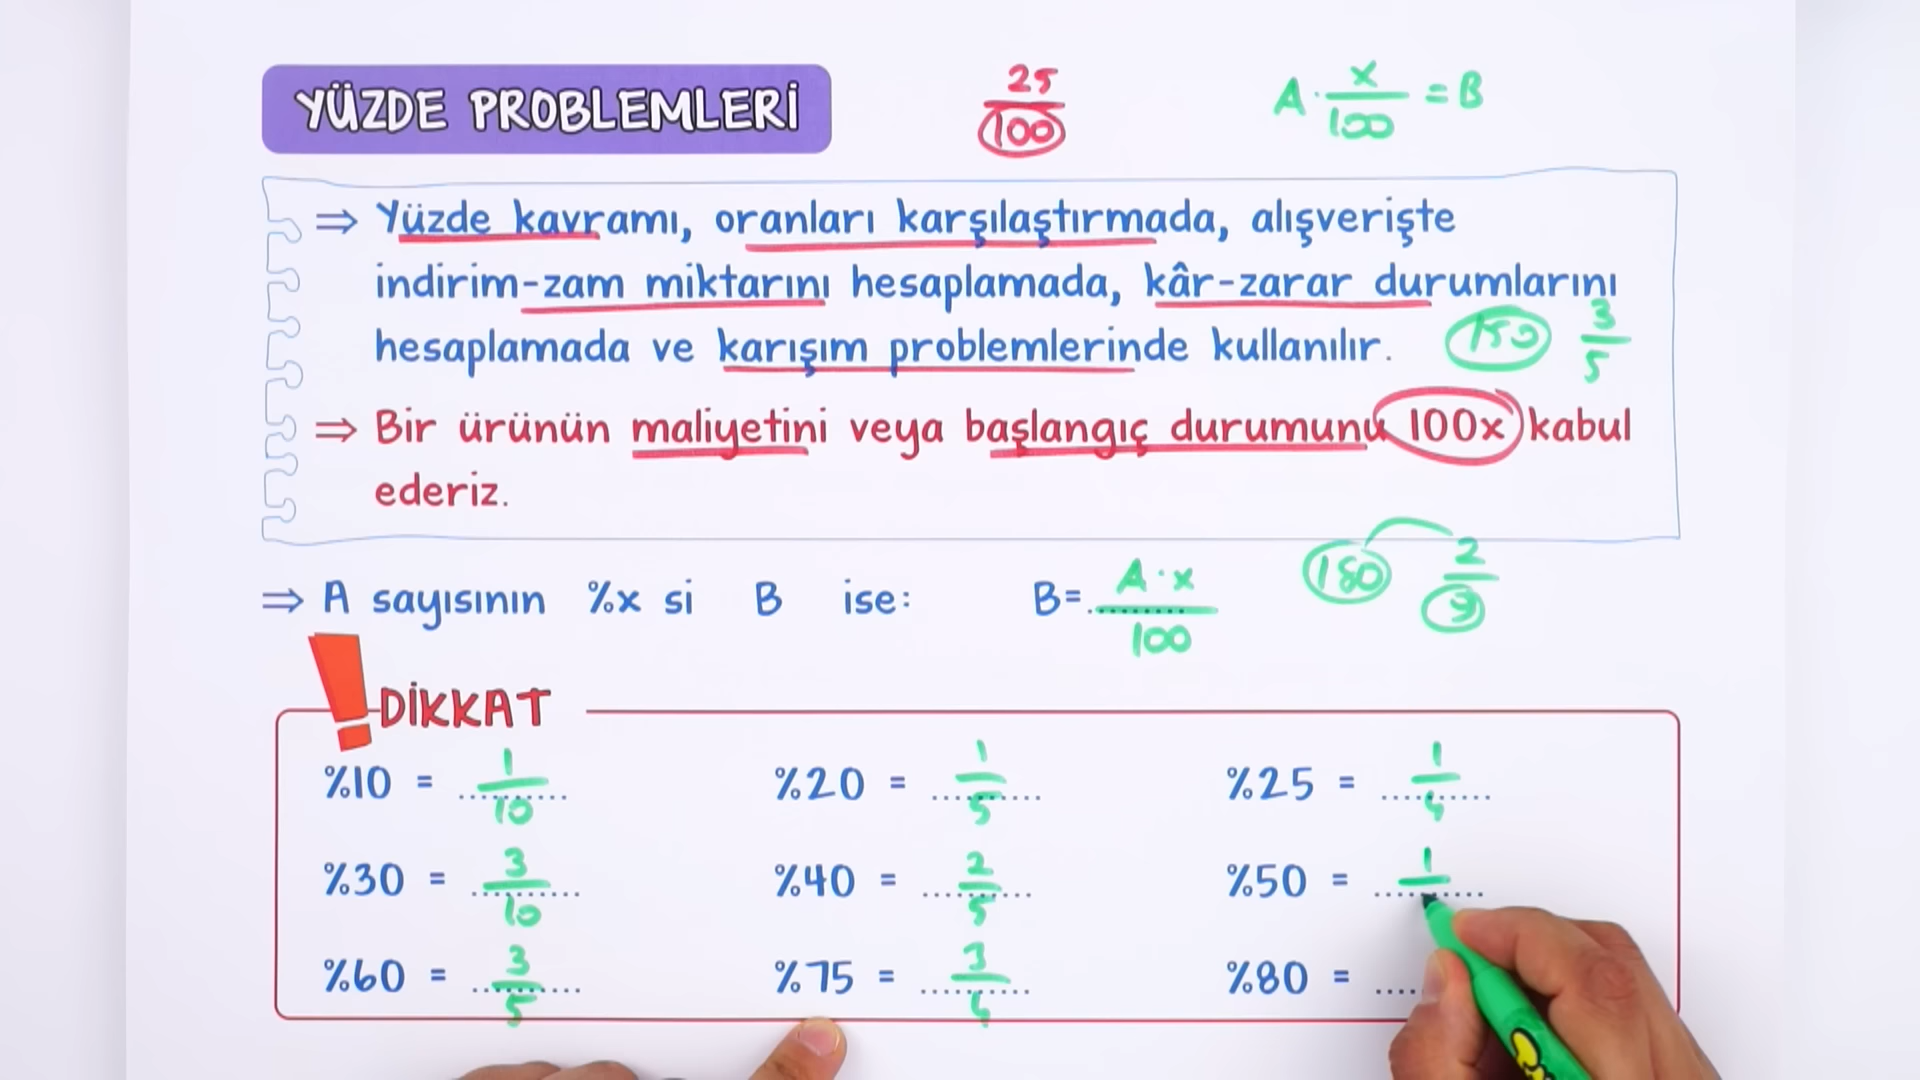 YÜZDE PROBLEMLERİ
25/100
A · x/100 = B
⇒ Yüzde kavramı, oranları karşılaştırmada, alışverişte
indirim-zam miktarını hesaplamada, kâr-zarar durumlarını
hesaplamada ve karışım problemlerinde kullanılır.
150 3/5
⇒ Bir ürünün maliyetini veya başlangıç durumunu 100x kabul
ederiz.
⇒ A sayısının %x si B ise: B=........ A·x/100
180 2/9
DİKKAT
%10 = 1/10 %20 = 1/5 %25 = 1/4
%30 = 3/10 %40 = 2/5 %50 = 1/
%60 = 3/5 %75 = 3/4 %80 = ....